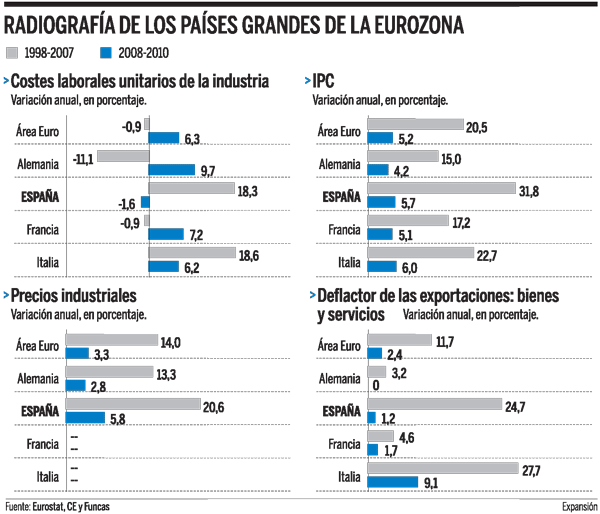 RADIOGRAFÍA DE LOS PAÍSES GRANDES DE LA EUROZONA
1998-2007 2008-2010
> Costes laborales unitarios de la industria
Variación anual, en porcentaje.
Área Euro -0,9 6,3
Alemania -11,1 9,7
ESPAÑA 18,3 -1,6
Francia -0,9 7,2
Italia 18,6 6,2
> IPC
Variación anual, en porcentaje.
Área Euro 20,5 5,2
Alemania 15,0 4,2
ESPAÑA 31,8 5,7
Francia 17,2 5,1
Italia 22,7 6,0
> Precios industriales
Variación anual, en porcentaje.
Área Euro 14,0 3,3
Alemania 13,3 2,8
ESPAÑA 20,6 5,8
Francia -- --
Italia -- --
> Deflactor de las exportaciones: bienes
y servicios Variación anual, en porcentaje.
Área Euro 11,7 2,4
Alemania 3,2 0
ESPAÑA 24,7 1,2
Francia 4,6 1,7
Italia 27,7 9,1
Fuente: Eurostat, CE y Funcas Expansión